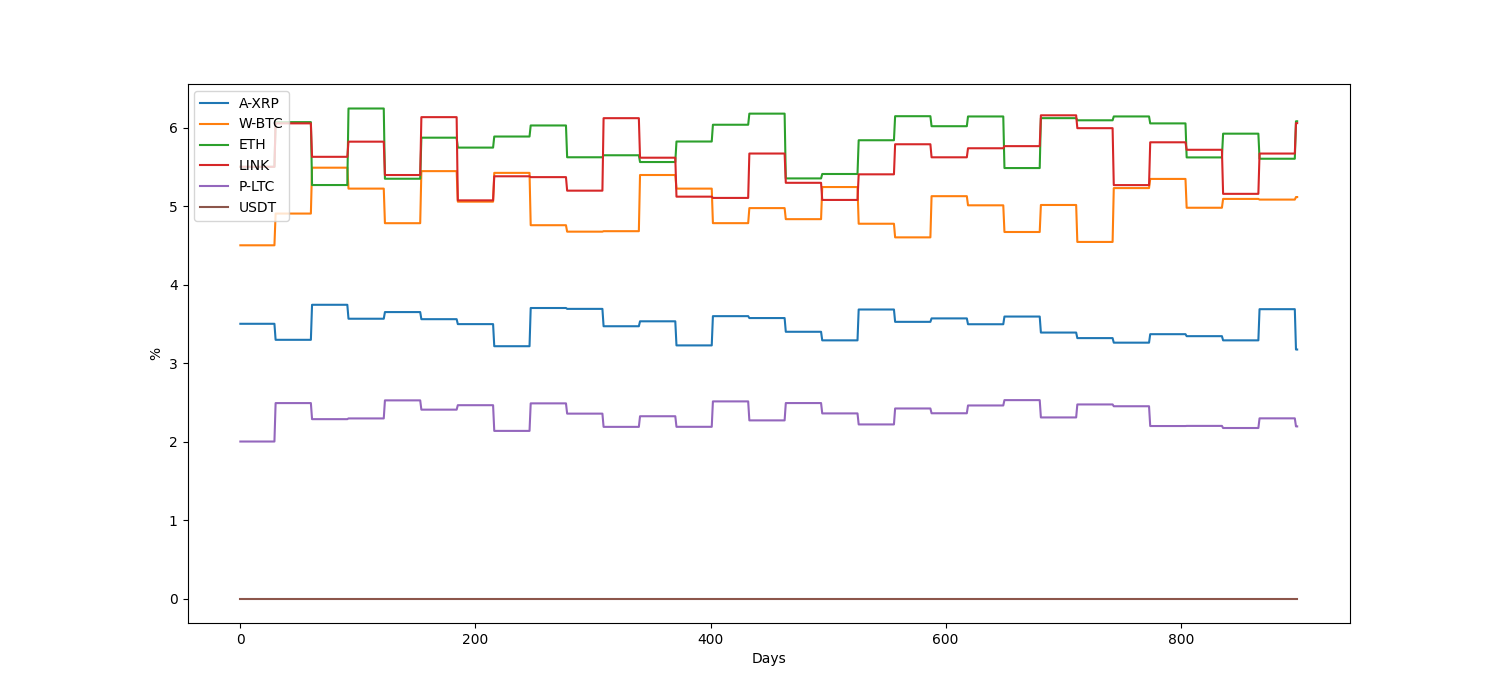 A-XRP
W-BTC
ETH
LINK
P-LTC
USDT
%
6
5
4
3
2
1
0
0 200 400 600 800
Days